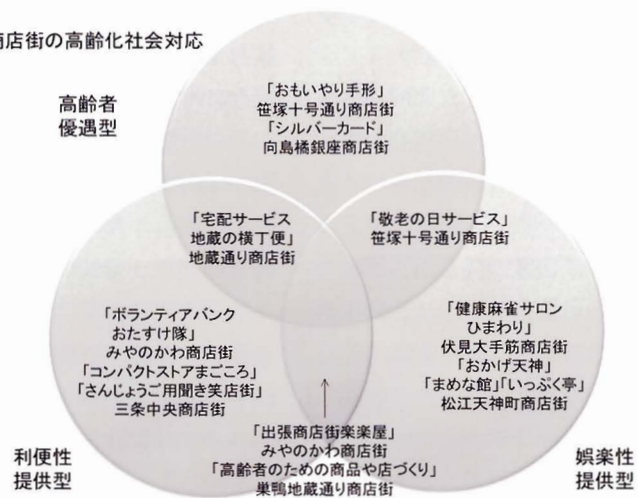 商店街の高齢化社会対応
高齢者
優遇型
「おもいやり手形」
笹塚十号通り商店街
「シルバーカード」
向島橘銀座商店街
「宅配サービス
地蔵の横丁便」
地蔵通り商店街
「敬老の日サービス」
笹塚十号通り商店街
「ボランティアバンク
おたすけ隊」
みやのかわ商店街
「コンパクトストアまごころ」
「さんじょうご用聞き笑店街」
三条中央商店街
「健康麻雀サロン
ひまわり」
伏見大手筋商店街
「おかげ天神」
「まめな館」「いっぷく亭」
松江天神町商店街
「出張商店街楽楽屋」
みやのかわ商店街
「高齢者のための商品や店づくり」
巣鴨地蔵通り商店街
利便性
提供型
娯楽性
提供型